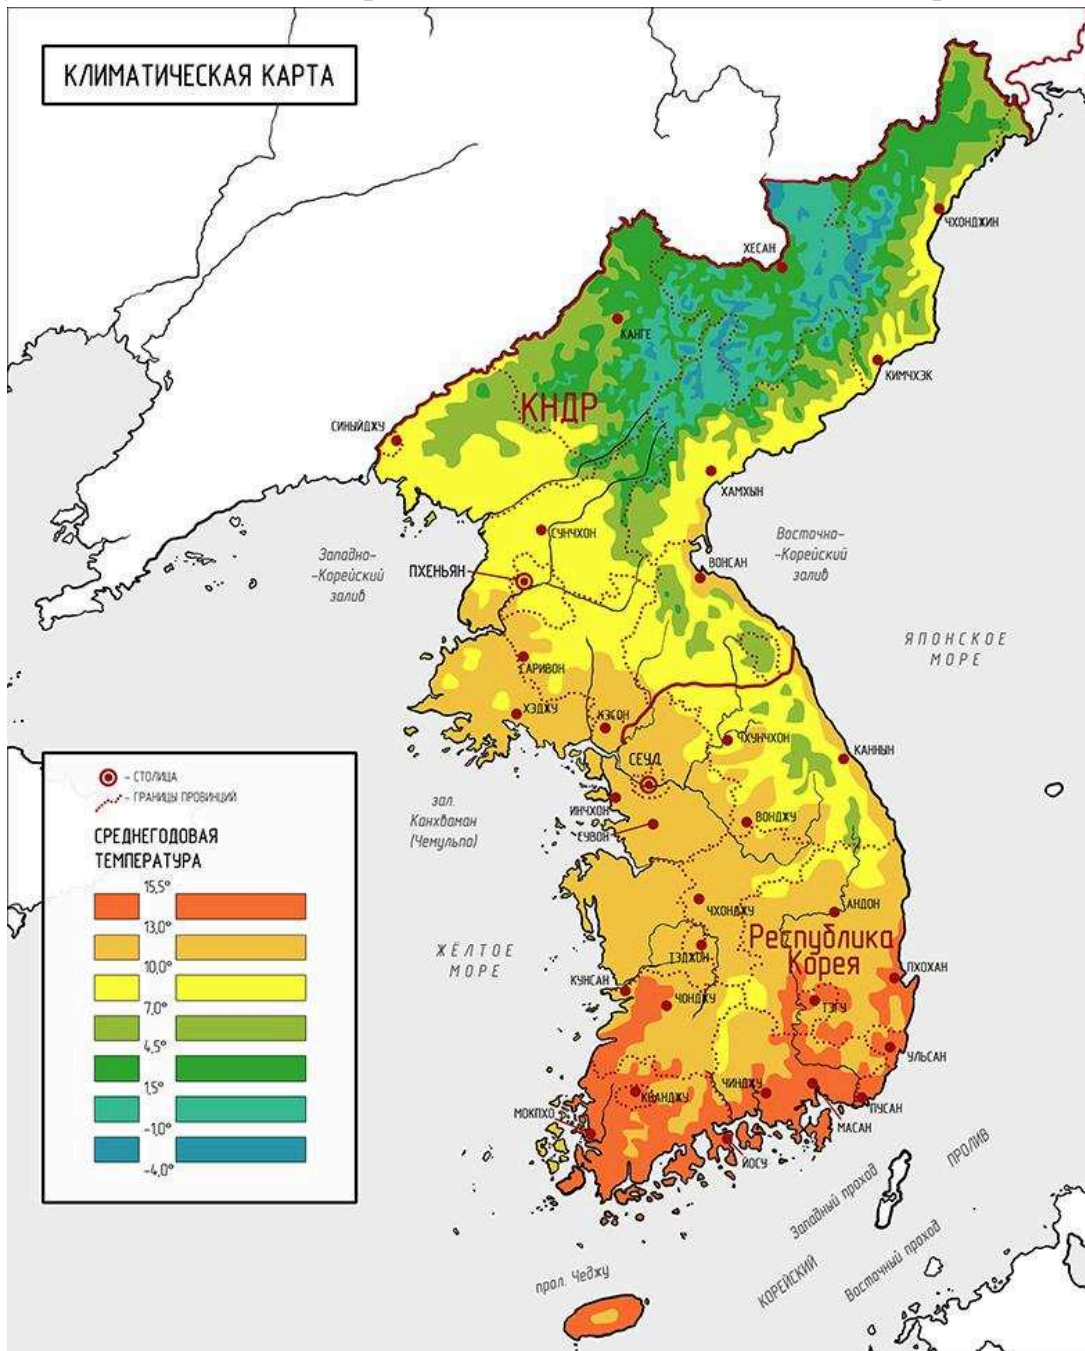 КЛИМАТИЧЕСКАЯ КАРТА
ЧХОНДЖИН
ХЕСАН
КАНГЕ
КИМЧХЭК
КНДР
СИНЫЙДЖУ
ХАМХЫН
СУНЧХОН
Западно-
-Корейский
залив
Восточно-
-Корейский
залив
ПХЕНЬЯН
ВОНСАН
ЯПОНСКОЕ
МОРЕ
САРИВОН
ХЭДЖУ
КЭСОН
ЧХУНЧХОН
КАННЫН
СЕУЛ
- СТОЛИЦА
- ГРАНИЦЫ ПРОВИНЦИЙ
зал.
Канхваман
(Чемульпа)
ИНЧХОН
СУВОН
ВОНДЖУ
СРЕДНЕГОДОВАЯ
ТЕМПЕРАТУРА
15,5°
13,0°
10,0°
7,0°
4,5°
1,5°
-1,0°
-4,0°
ЧХОНДЖУ
АНДОН
Республика
Корея
ТЭДЖОН
ЖЁЛТОЕ
МОРЕ
ПХОХАН
КУНСАН
ЧОНДЖУ
ТЭГУ
УЛЬСАН
КВАНДЖУ
ЧИНДЖУ
ПУСАН
МОКПХО
МАСАН
ЙОСУ
Западный проход
ПРОЛИВ
КОРЕЙСКИЙ
Восточный проход
прол. Чеджу